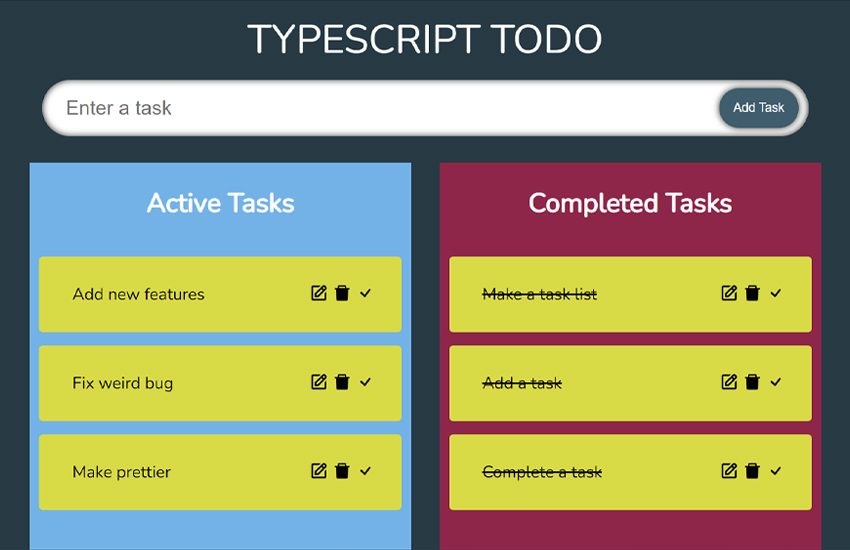 TYPESCRIPT TODO
Enter a task
Add Task
Active Tasks
Add new features
Fix weird bug
Make prettier
Completed Tasks
Make a task list
Add a task
Complete a task